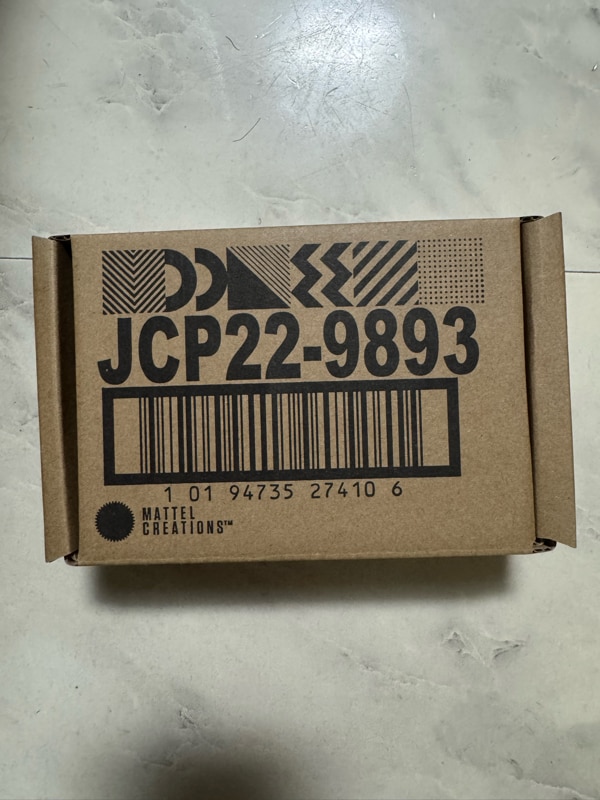 JCP22-9893
1 01 94735 27410 6
MATTEL
CREATIONS™